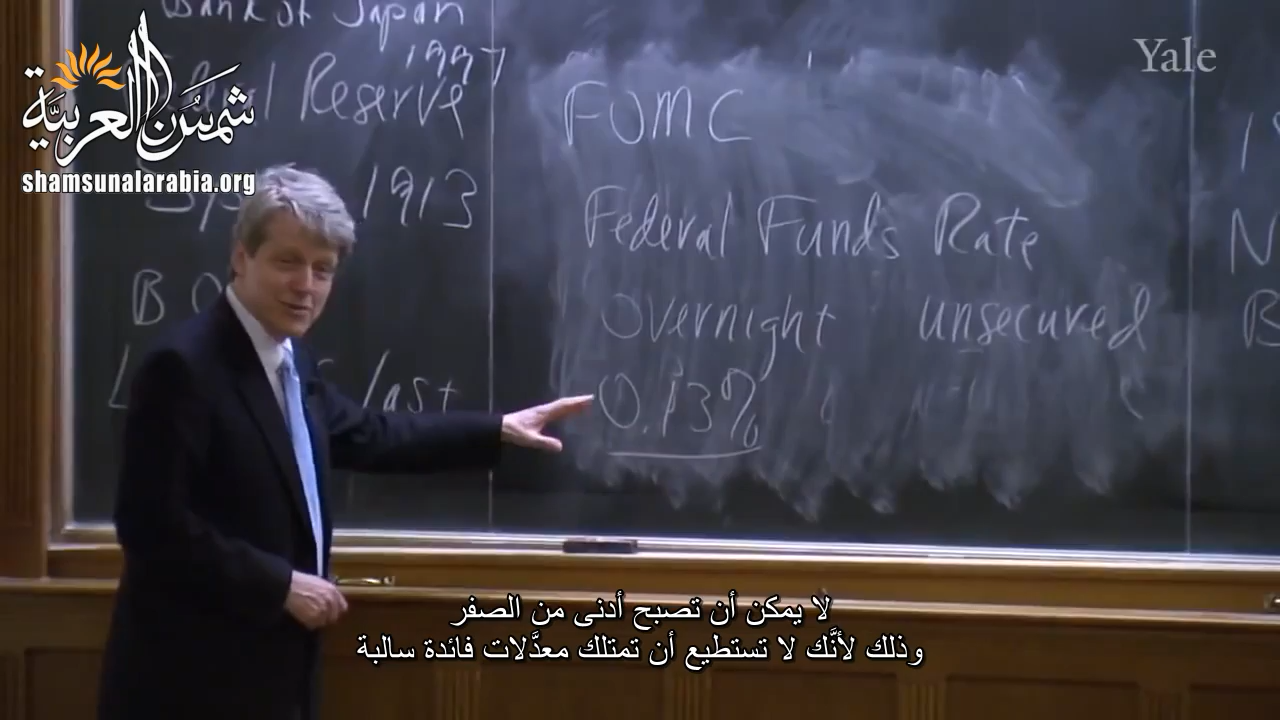 Bank of Japan
1997
Reserve
1913
B O
last
FOMC
Federal Funds Rate
Overnight unsecured
0.13%
Yale
شمسُنا العربيّة
shamsunalarabia.org
لا يمكن أن تصبح أدنى من الصفر
وذلك لأنَّك لا تستطيع أن تمتلك معدَّلات فائدة سالبة